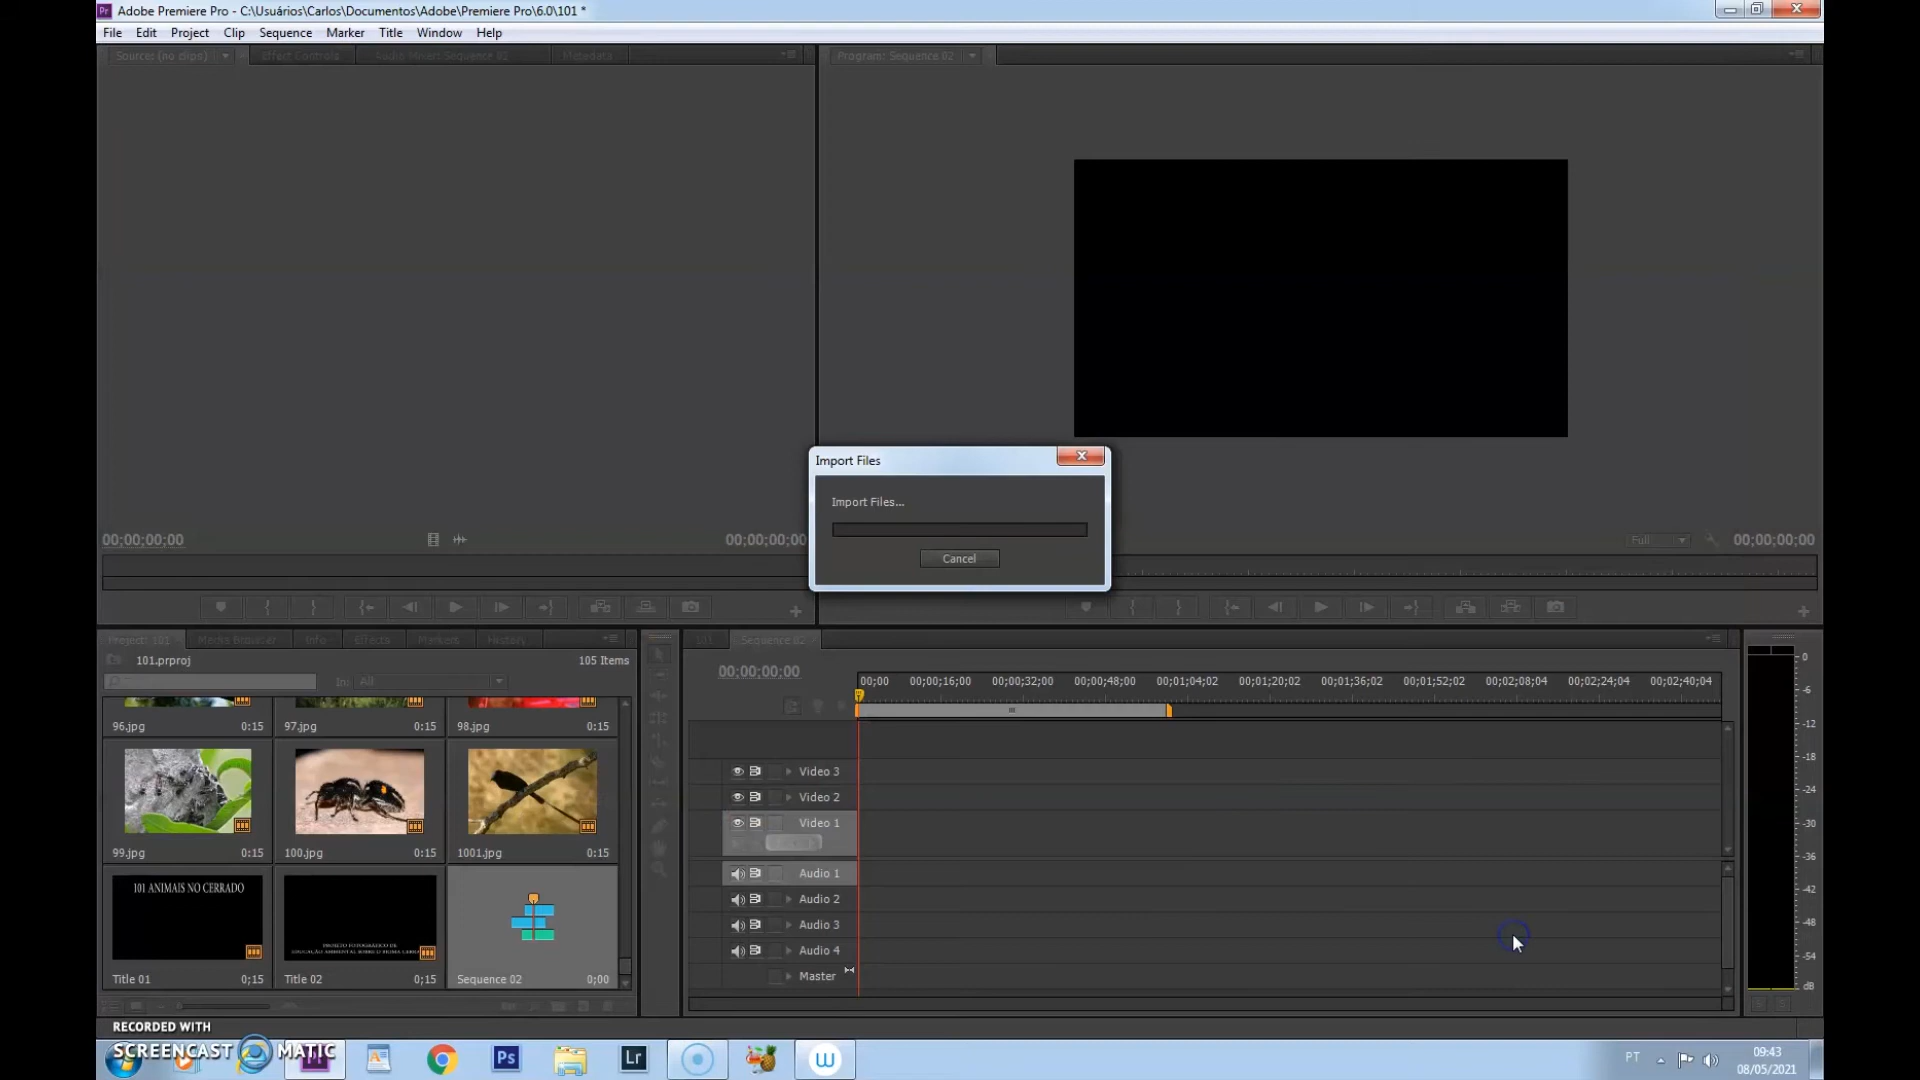 Adobe Premiere Pro - C:\Usuários\Carlos\Documentos\Adobe\Premiere Pro\6.0\101 *
File Edit Project Clip Sequence Marker Title Window Help
Source: (no clips) Effect Controls Audio Mixer: Sequence 02 Metadata
Program: Sequence 02
Import Files
Import Files...
Cancel
00;00;00;00 00;00;00;00 Full 00;00;00;00
Project: 101 Media Browser Info Effects Markers History
101.prproj 105 Items
In: All
96.jpg 97.jpg 98.jpg
99.jpg 0:15 100.jpg 0:15 1001.jpg 0:15
101 ANIMAIS NO CERRADO
PROJETO FOTOGRÁFICO DE
Title 01 0;15 Title 02 0;15 Sequence 02 0;00
101 Sequence 02
00;00;00;00
00;00 00;00;16;00 00;00;32;00 00;00;48;00 00;01;04;02 00;01;20;02 00;01;36;02 00;01;52;02 00;02;08;04 00;02;24;04 00;02;40;04
Video 3
Video 2
Video 1
Audio 1
Audio 2
Audio 3
Audio 4
Master
0
-6
-12
-18
-24
-30
-36
-42
-48
-54
dB
RECORDED WITH
SCREENCAST MATIC
Ps Lr W
PT
09:43
08/05/2021